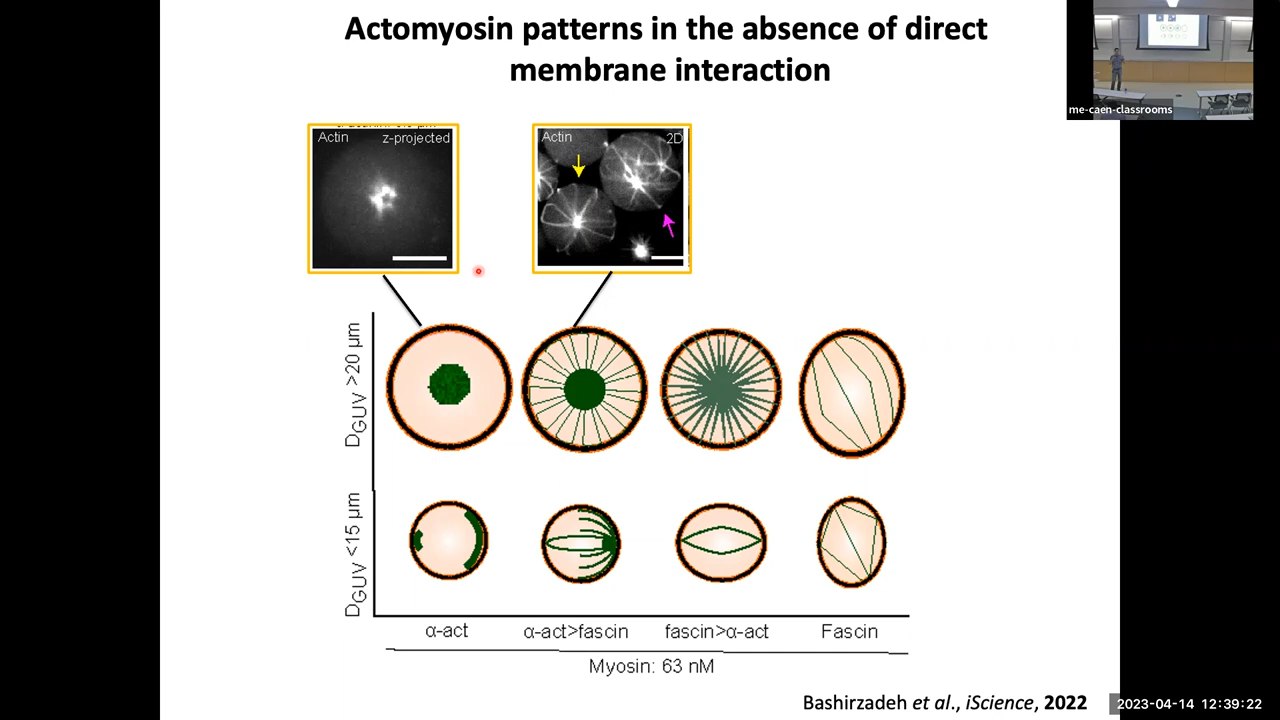 Actomyosin patterns in the absence of direct
membrane interaction
me-caen-classrooms
Actin z-projected
Actin 2D
D_GUV >20 µm
D_GUV <15 µm
α-act α-act>fascin fascin>α-act Fascin
Myosin: 63 nM
Bashirzadeh et al., iScience, 2022
2023-04-14 12:39:22